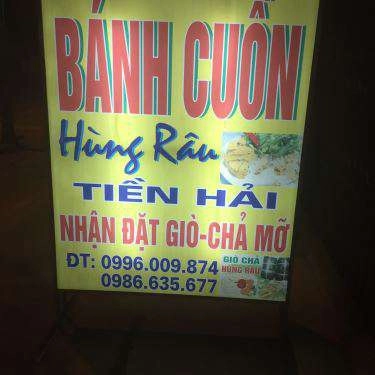 BÁNH CUỐN
Hùng Râu
TIỀN HẢI
NHẬN ĐẶT GIÒ-CHẢ MỠ
ĐT: 0996.009.874
0986.635.677
GIÒ CHẢ
HÙNG RÂU